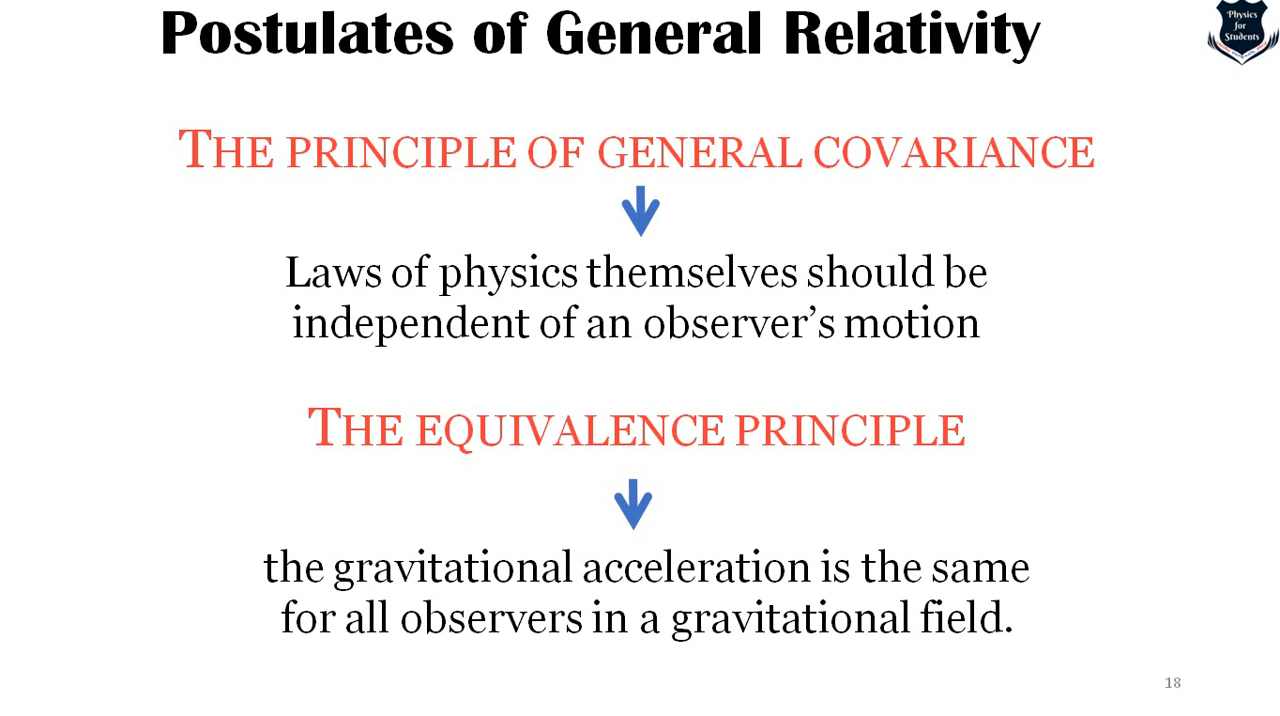 Postulates of General Relativity
Physics
for
Students
THE PRINCIPLE OF GENERAL COVARIANCE
Laws of physics themselves should be
independent of an observer’s motion
THE EQUIVALENCE PRINCIPLE
the gravitational acceleration is the same
for all observers in a gravitational field.
18